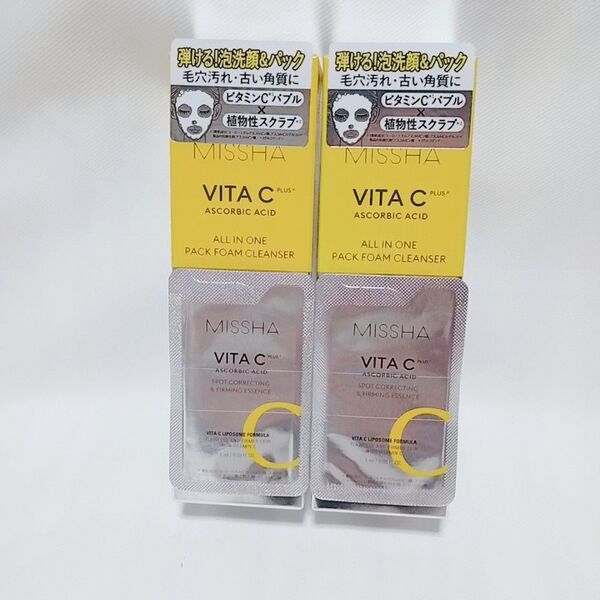 弾ける!泡洗顔&パック
毛穴汚れ・古い角質に
ビタミンC*¹バブル
×
植物性スクラブ*²
MISSHA
VITA C PLUS+
ASCORBIC ACID
ALL IN ONE
PACK FOAM CLEANSER
MISSHA
VITA C PLUS+
ASCORBIC ACID
SPOT CORRECTING
& FIRMING ESSENCE
VITA C LIPOSOME FORMULA
C
弾ける!泡洗顔&パック
毛穴汚れ・古い角質に
ビタミンC*¹バブル
×
植物性スクラブ*²
MISSHA
VITA C PLUS+
ASCORBIC ACID
ALL IN ONE
PACK FOAM CLEANSER
MISSHA
VITA C PLUS+
ASCORBIC ACID
SPOT CORRECTING
& FIRMING ESSENCE
VITA C LIPOSOME FORMULA
C